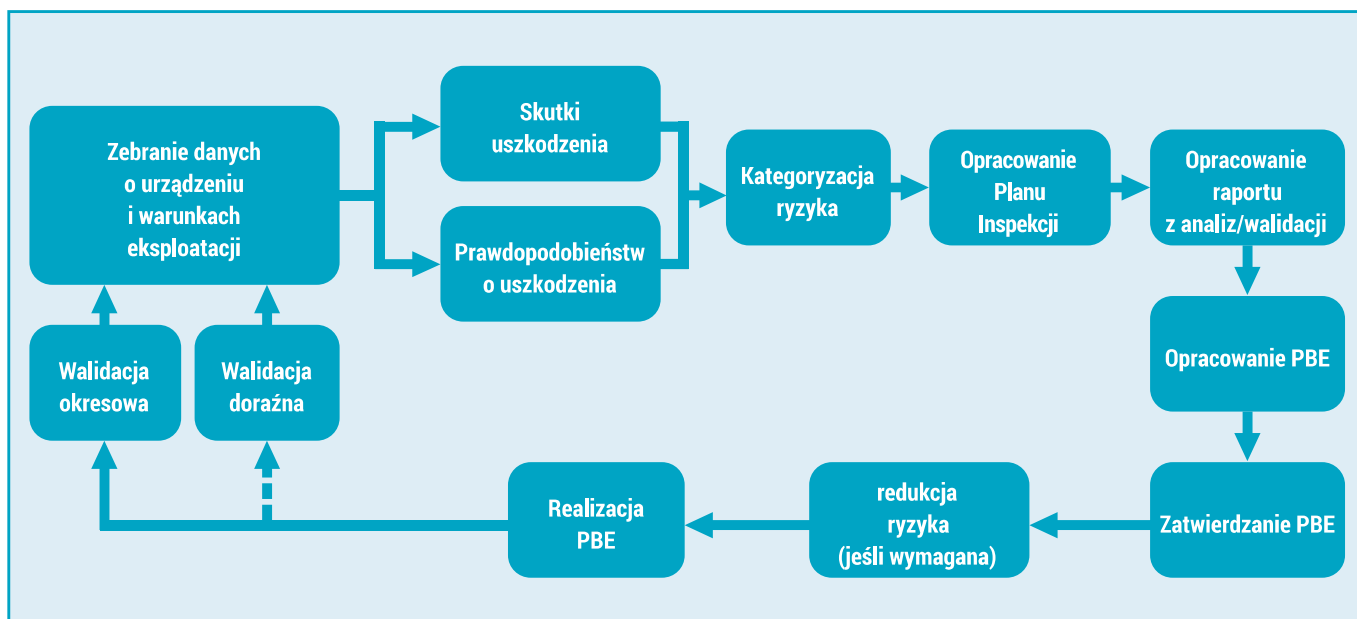 Zebranie danych
o urządzeniu
i warunkach
eksploatacji
Skutki
uszkodzenia
Prawdopodobieństw
o uszkodzenia
Kategoryzacja
ryzyka
Opracowanie
Planu
Inspekcji
Opracowanie
raportu
z analiz/walidacji
Opracowanie PBE
Zatwierdzanie PBE
redukcja
ryzyka
(jeśli wymagana)
Realizacja
PBE
Walidacja
okresowa
Walidacja
doraźna